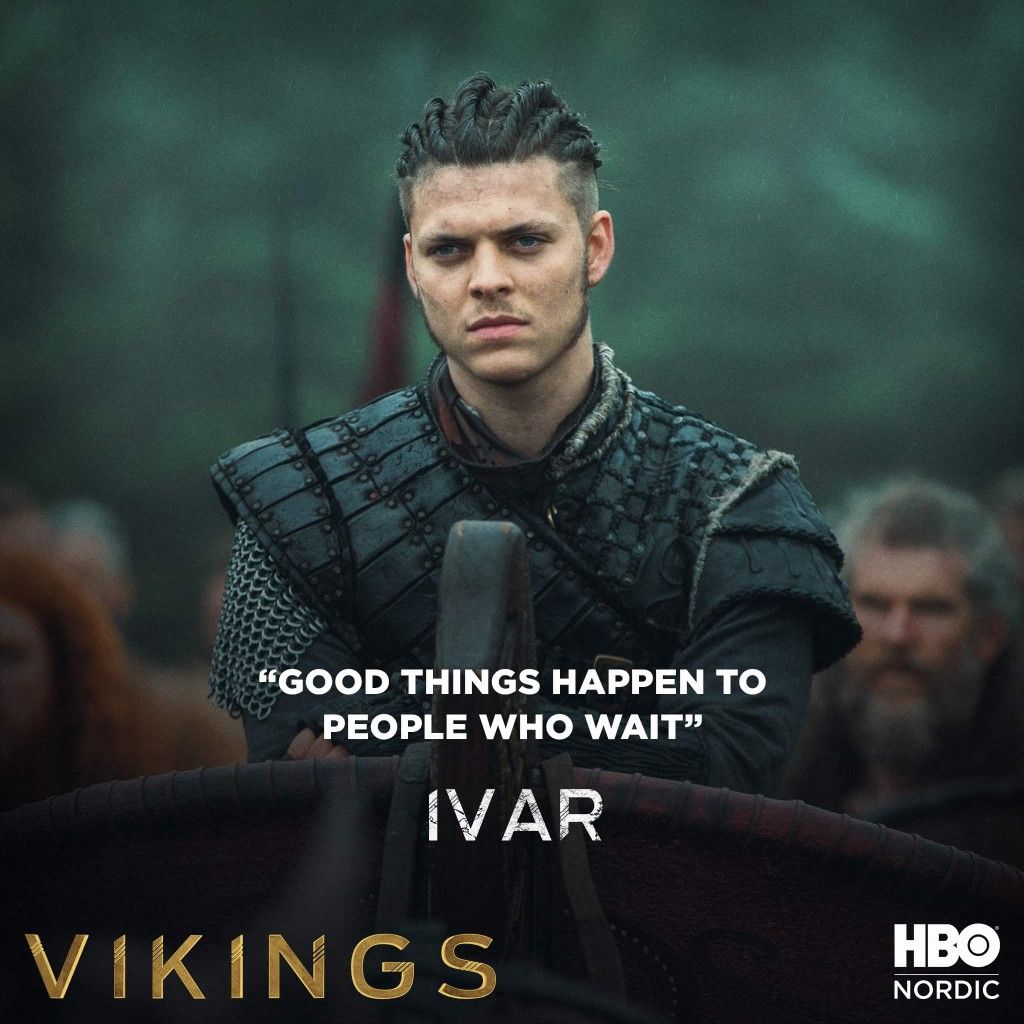 “GOOD THINGS HAPPEN TO
PEOPLE WHO WAIT”
IVAR
VIKINGS
HBO®
NORDIC